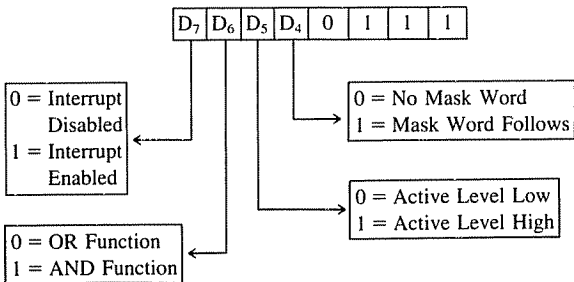 D7 D6 D5 D4 0 1 1 1
0 = Interrupt
Disabled
1 = Interrupt
Enabled
0 = No Mask Word
1 = Mask Word Follows
0 = Active Level Low
1 = Active Level High
0 = OR Function
1 = AND Function